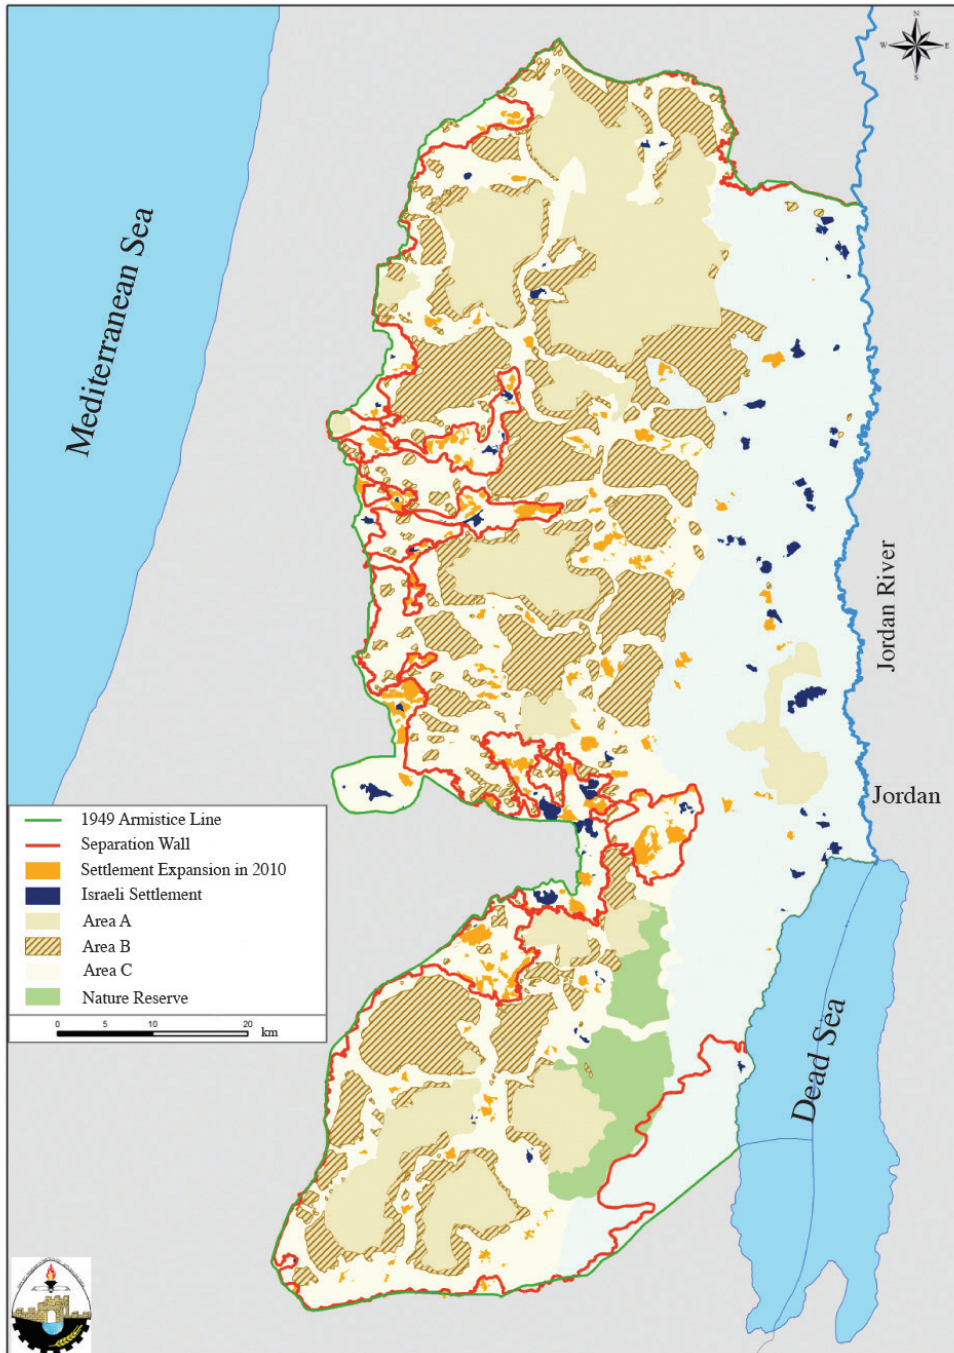 N
W
E
S
Mediterranean Sea
Jordan River
Jordan
1949 Armistice Line
Separation Wall
Settlement Expansion in 2010
Israeli Settlement
Area A
Area B
Area C
Nature Reserve
0 5 10 20 km
Dead Sea